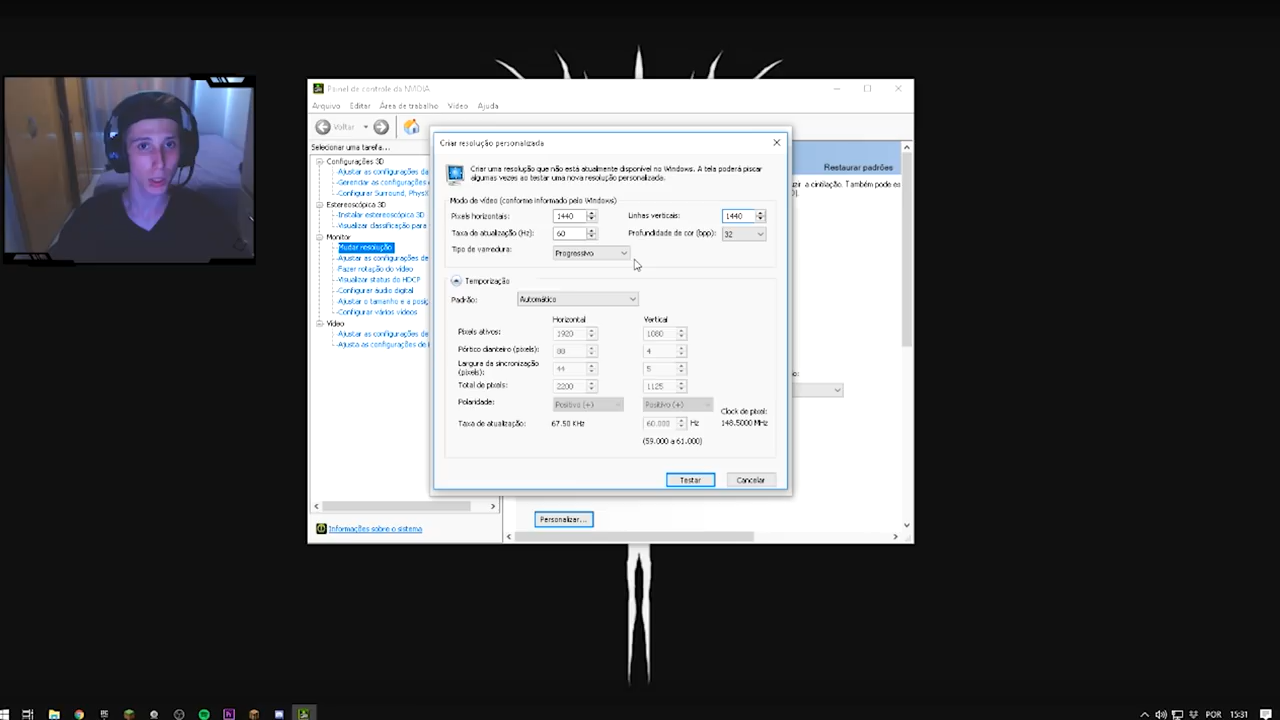 Painel de controle da NVIDIA
Arquivo Editar Área de trabalho Vídeo Ajuda
Voltar
Selecionar uma tarefa...
Configurações 3D
Ajustar as configurações da
Gerenciar as configurações
Configurar Surround, PhysX
Estereoscópica 3D
Instalar estereoscópica 3D
Visualizar classificação para
Monitor
Mudar resolução
Ajustar as configurações de
Fazer rotação do vídeo
Visualizar status do HDCP
Configurar áudio digital
Ajustar o tamanho e a posiç
Configurar vários vídeos
Vídeo
Ajustar as configurações de
Ajusta as configurações de
Informações sobre o sistema
Restaurar padrões
a cintilação. Também pode es
Criar resolução personalizada
Criar uma resolução que não está atualmente disponível no Windows. A tela poderá piscar
algumas vezes ao testar uma nova resolução personalizada.
Modo de vídeo (conforme informado pelo Windows)
Pixels horizontais: 1440 Linhas verticais: 1440
Taxa de atualização (Hz): 60 Profundidade de cor (bpp): 32
Tipo de varredura: Progressivo
Temporização
Padrão: Automático
Horizontal Vertical
Pixels ativos: 1920 1080
Pórtico dianteiro (pixels): 88 4
Largura da sincronização
(pixels): 44 5
Total de pixels: 2200 1125
Polaridade: Positivo (+) Positivo (+)
Clock de pixel:
Taxa de atualização: 67.50 KHz 60.000 Hz 148.5000 MHz
(59.000 a 61.000)
Testar Cancelar
Personalizar...
POR 15:31